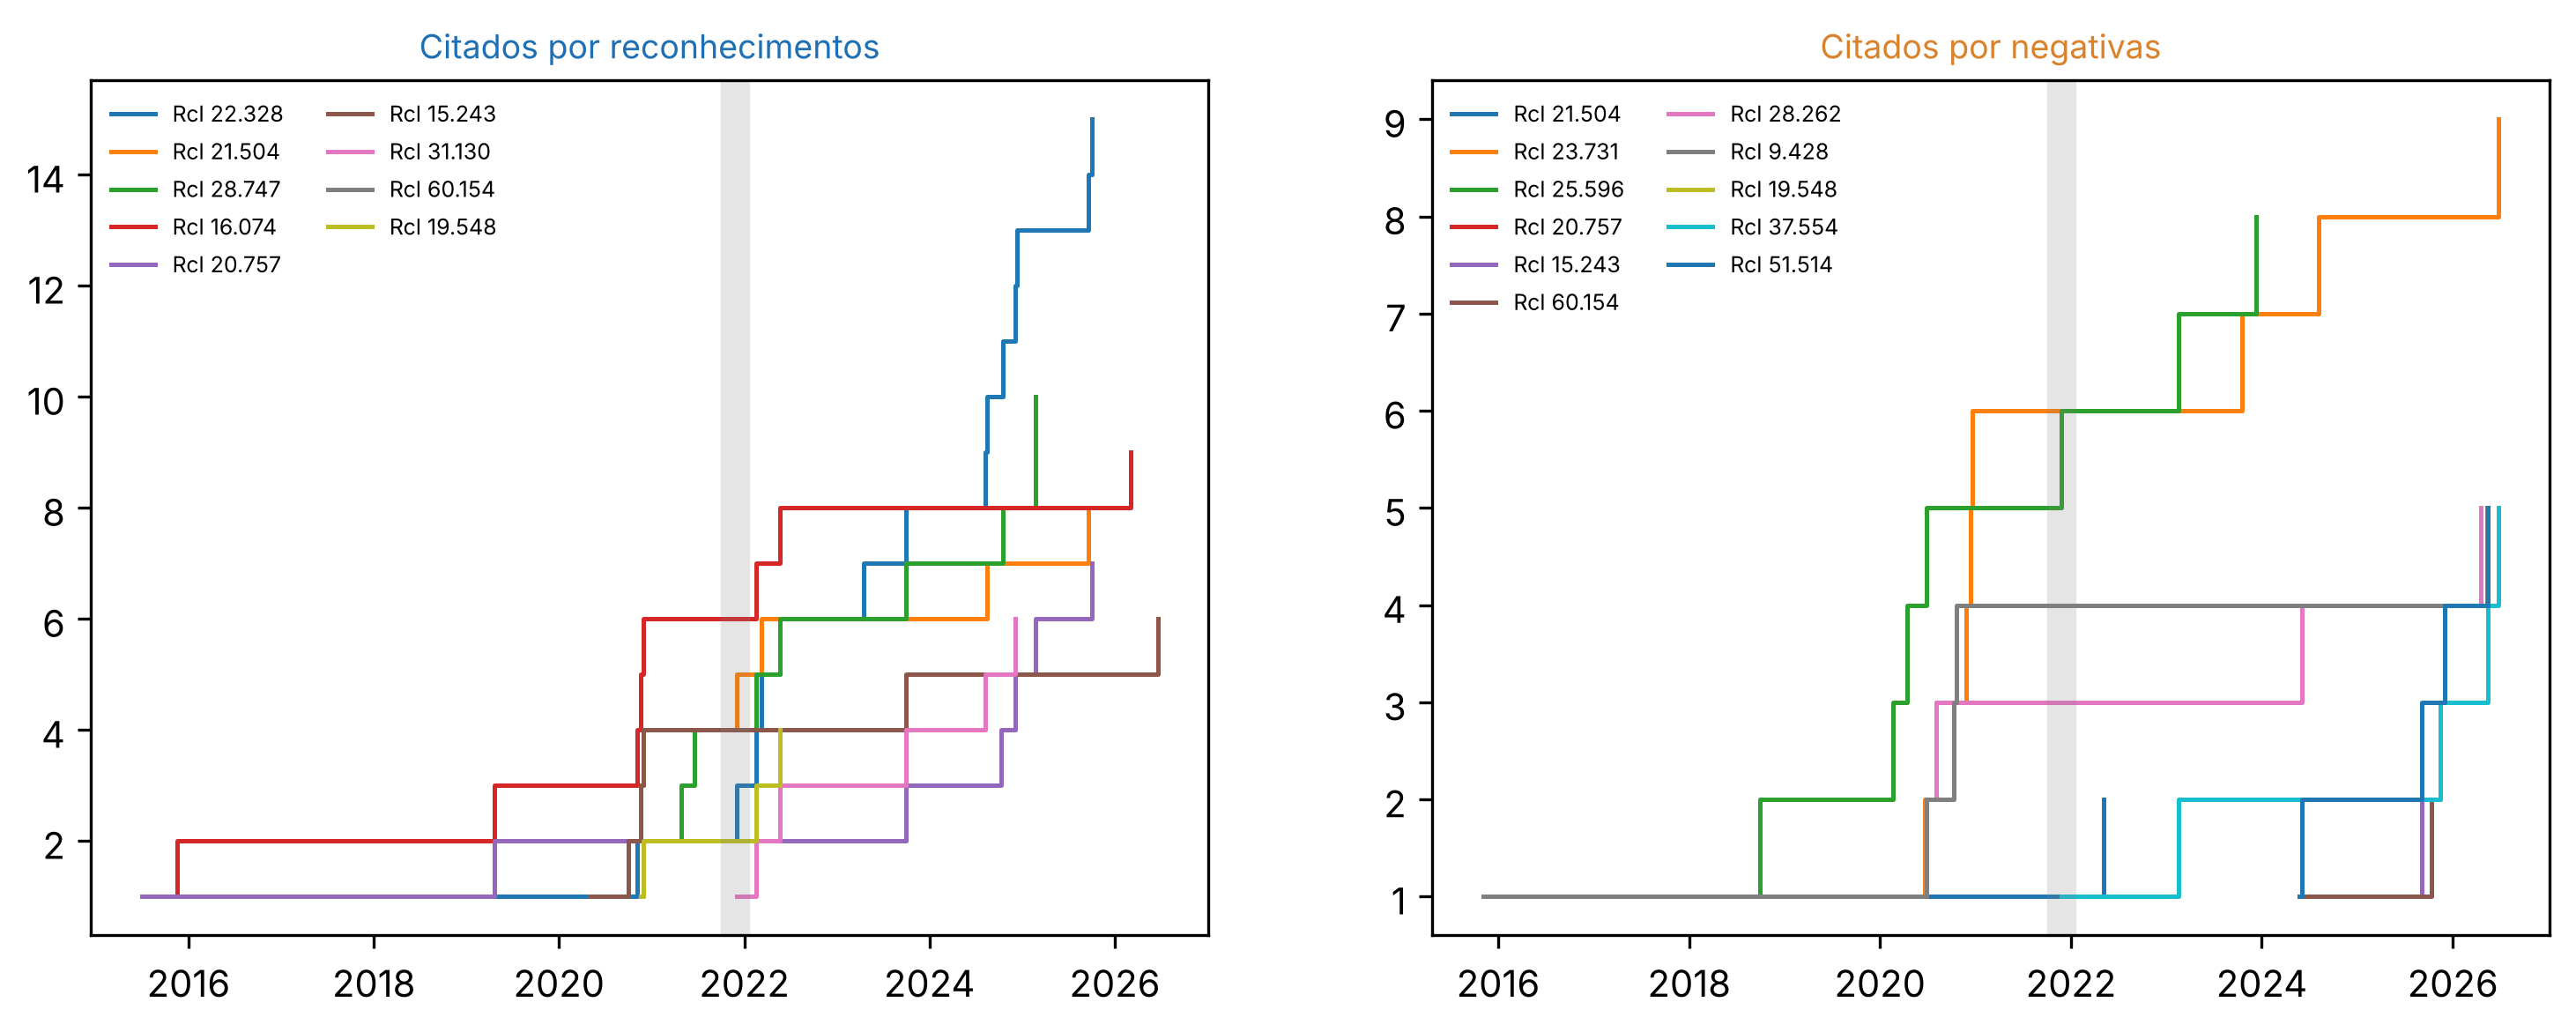 Citados por reconhecimentos
Rcl 22.328
Rcl 21.504
Rcl 28.747
Rcl 16.074
Rcl 20.757
Rcl 15.243
Rcl 31.130
Rcl 60.154
Rcl 19.548
14
12
10
8
6
4
2
2016 2018 2020 2022 2024 2026
Citados por negativas
Rcl 21.504
Rcl 23.731
Rcl 25.596
Rcl 20.757
Rcl 15.243
Rcl 60.154
Rcl 28.262
Rcl 9.428
Rcl 19.548
Rcl 37.554
Rcl 51.514
9
8
7
6
5
4
3
2
1
2016 2018 2020 2022 2024 2026